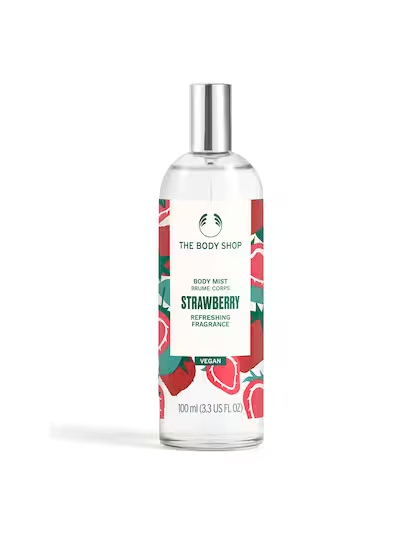 THE BODY SHOP
BODY MIST
BRUME CORPS
STRAWBERRY
REFRESHING
FRAGRANCE
VEGAN
100 ml (3.3 US FL OZ)